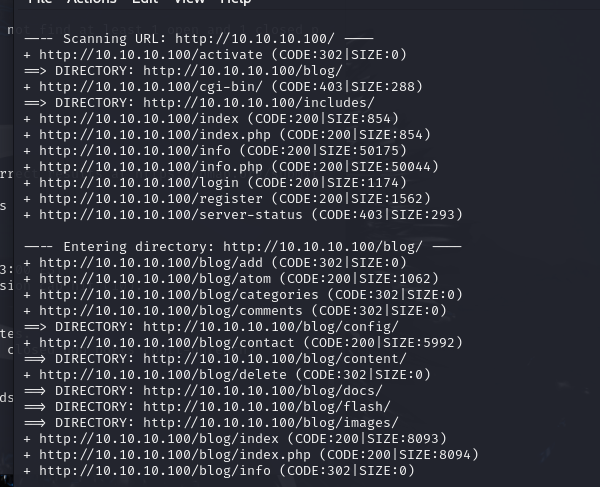 File Actions Edit View Help
---- Scanning URL: http://10.10.10.100/ ----
+ http://10.10.10.100/activate (CODE:302|SIZE:0)
==> DIRECTORY: http://10.10.10.100/blog/
+ http://10.10.10.100/cgi-bin/ (CODE:403|SIZE:288)
==> DIRECTORY: http://10.10.10.100/includes/
+ http://10.10.10.100/index (CODE:200|SIZE:854)
+ http://10.10.10.100/index.php (CODE:200|SIZE:854)
+ http://10.10.10.100/info (CODE:200|SIZE:50175)
+ http://10.10.10.100/info.php (CODE:200|SIZE:50044)
+ http://10.10.10.100/login (CODE:200|SIZE:1174)
+ http://10.10.10.100/register (CODE:200|SIZE:1562)
+ http://10.10.10.100/server-status (CODE:403|SIZE:293)
---- Entering directory: http://10.10.10.100/blog/ ----
+ http://10.10.10.100/blog/add (CODE:302|SIZE:0)
+ http://10.10.10.100/blog/atom (CODE:200|SIZE:1062)
+ http://10.10.10.100/blog/categories (CODE:302|SIZE:0)
+ http://10.10.10.100/blog/comments (CODE:302|SIZE:0)
==> DIRECTORY: http://10.10.10.100/blog/config/
+ http://10.10.10.100/blog/contact (CODE:200|SIZE:5992)
==> DIRECTORY: http://10.10.10.100/blog/content/
+ http://10.10.10.100/blog/delete (CODE:302|SIZE:0)
==> DIRECTORY: http://10.10.10.100/blog/docs/
==> DIRECTORY: http://10.10.10.100/blog/flash/
==> DIRECTORY: http://10.10.10.100/blog/images/
+ http://10.10.10.100/blog/index (CODE:200|SIZE:8093)
+ http://10.10.10.100/blog/index.php (CODE:200|SIZE:8094)
+ http://10.10.10.100/blog/info (CODE:302|SIZE:0)